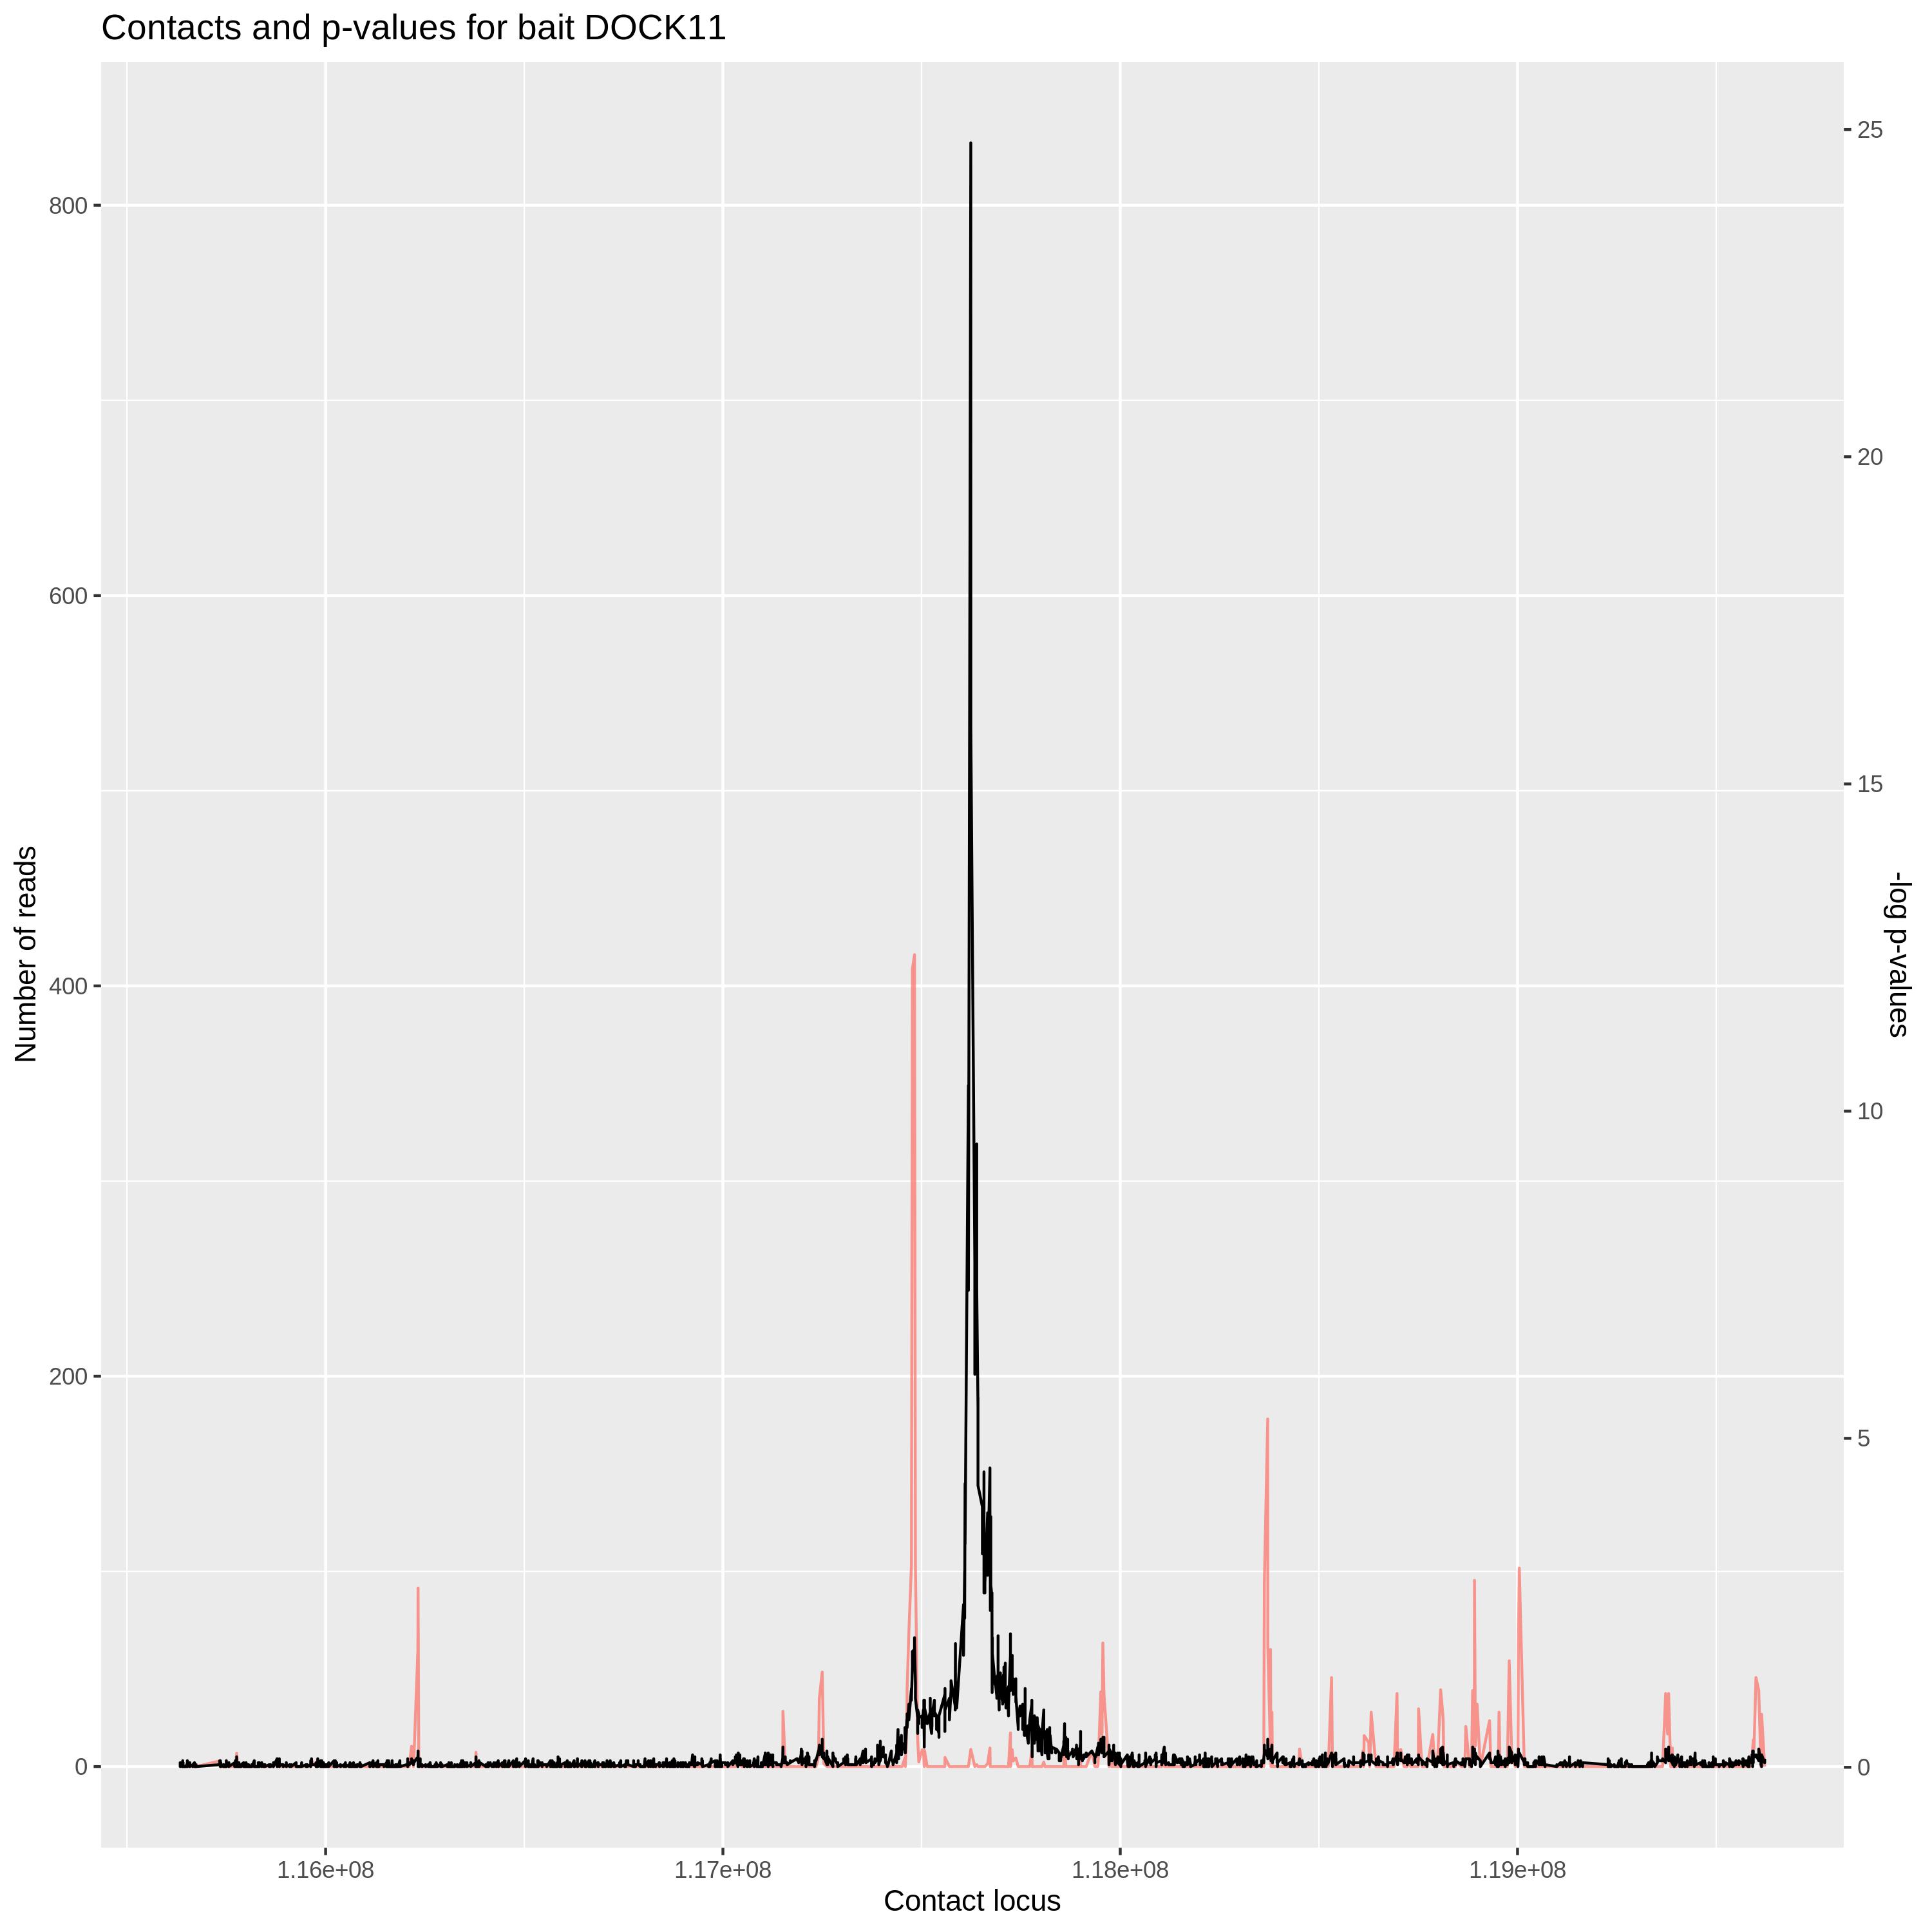 Contacts and p-values for bait DOCK11
Number of reads
800
600
400
200
0
25
20
15
10
5
0
-log p-values
1.16e+08
1.17e+08
1.18e+08
1.19e+08
Contact locus